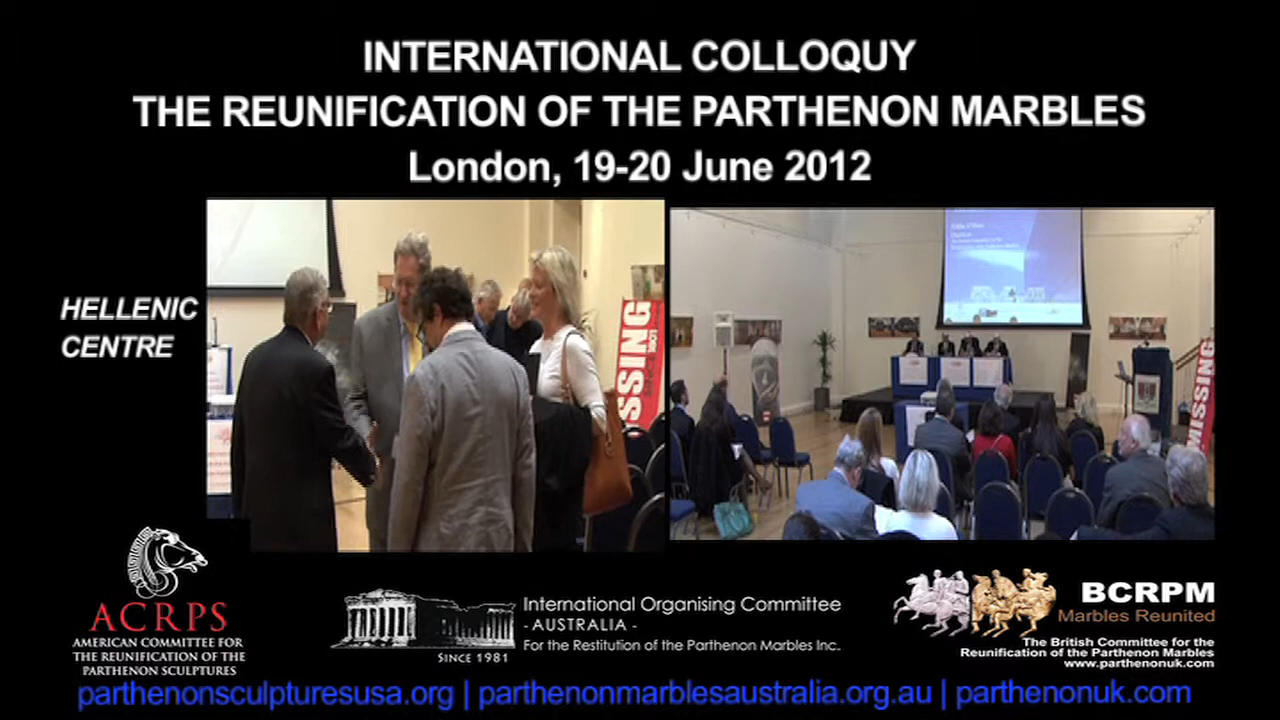 INTERNATIONAL COLLOQUY
THE REUNIFICATION OF THE PARTHENON MARBLES
London, 19-20 June 2012
HELLENIC
CENTRE
MISSING
SSING
ACRPS
AMERICAN COMMITTEE FOR
THE REUNIFICATION OF THE
PARTHENON SCULPTURES
International Organising Committee
- AUSTRALIA -
For the Restitution of the Parthenon Marbles Inc.
SINCE 1981
BCRPM
Marbles Reunited
The British Committee for the
Reunification of the Parthenon Marbles
www.parthenonuk.com
parthenonsculpturesusa.org | parthenonmarblesaustralia.org.au | parthenonuk.com